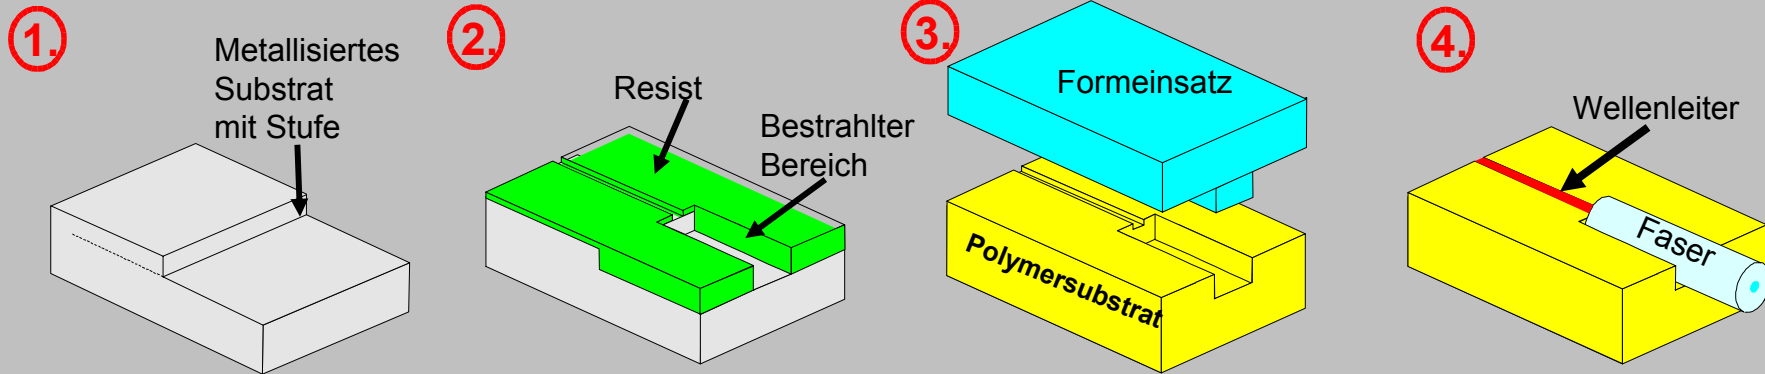 1.
Metallisiertes
Substrat
mit Stufe
2.
Resist
Bestrahlter
Bereich
3.
Formeinsatz
Polymersubstrat
4.
Wellenleiter
Faser